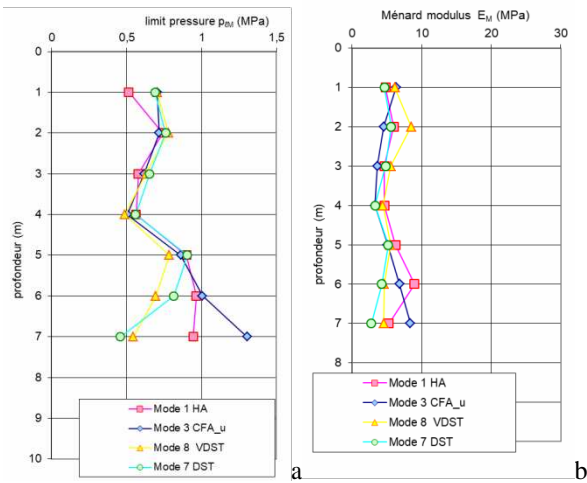 limit pressure pₗM (MPa)
0 0,5 1 1,5
0
1
2
3
4
5
6
7
8
9
10
profondeur (m)
Mode 1 HA
Mode 3 CFA_u
Mode 8 VDST
Mode 7 DST
a
Ménard modulus E_M (MPa)
0 10 20 30
0
1
2
3
4
5
6
7
8
profondeur (m)
Mode 1 HA
Mode 3 CFA_u
Mode 8 VDST
Mode 7 DST
b